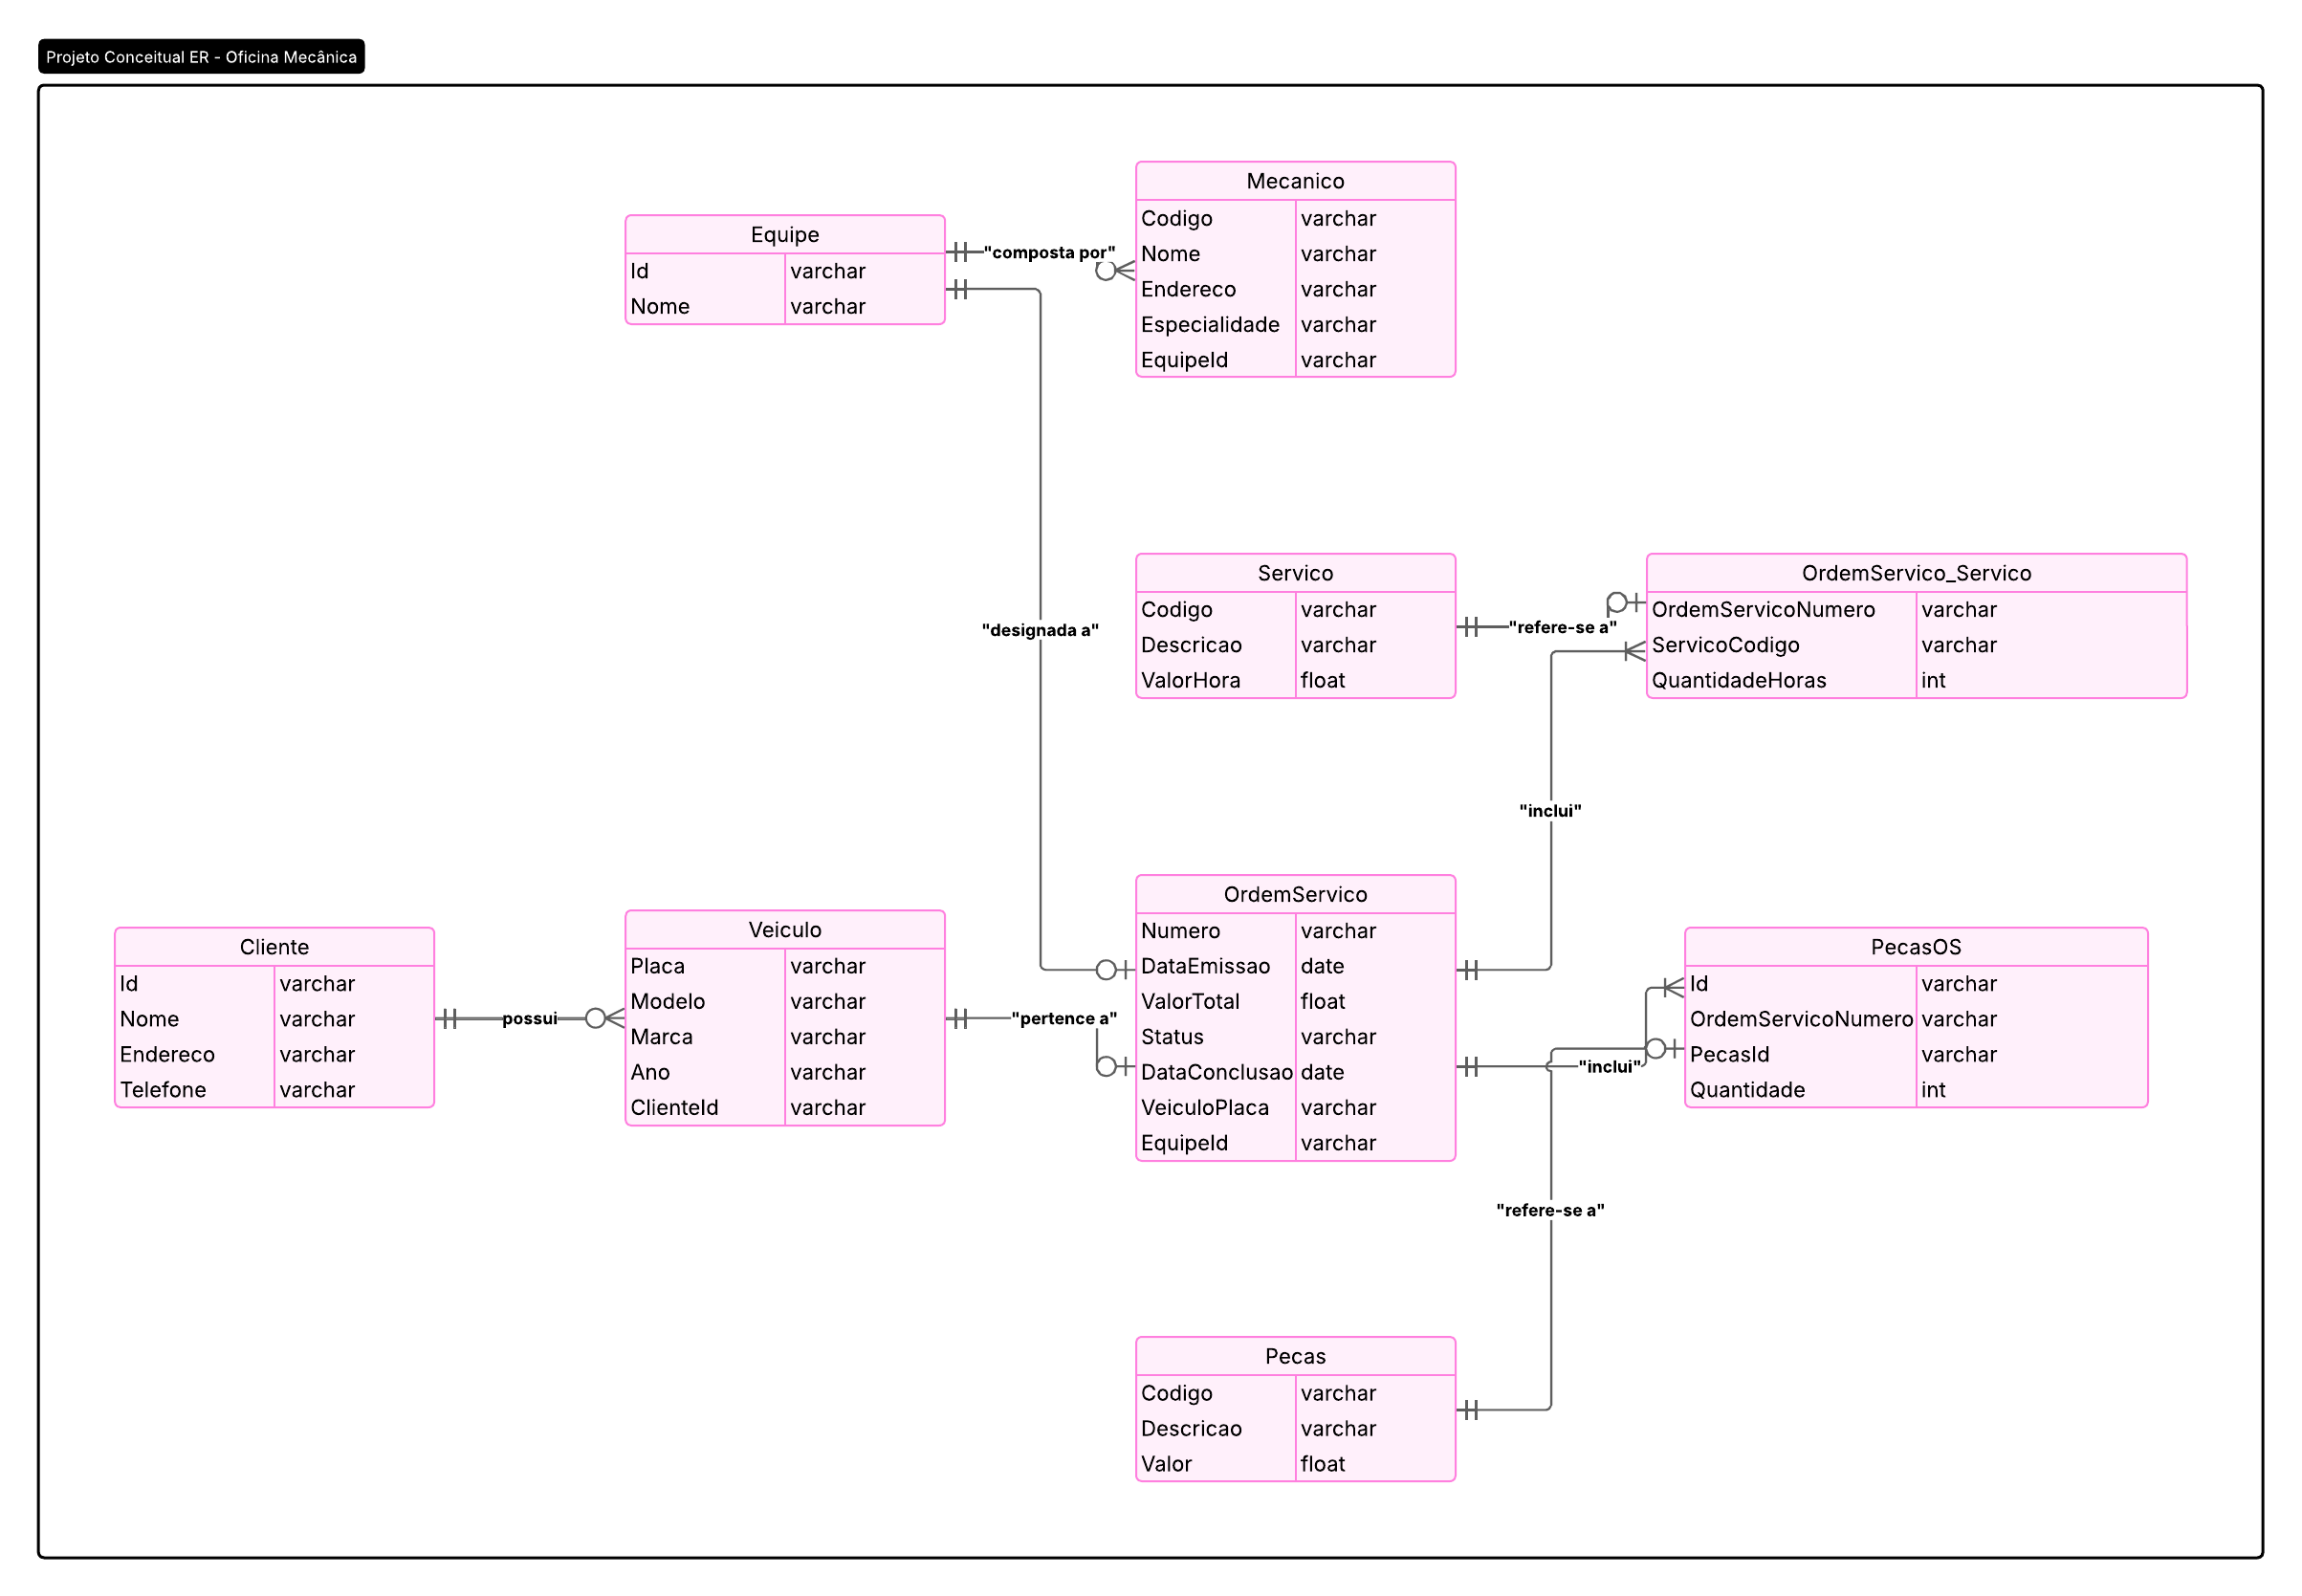 Projeto Conceitual ER - Oficina Mecânica
Mecanico
Codigo varchar
Nome varchar
Endereco varchar
Especialidade varchar
EquipeId varchar
Equipe
Id varchar
Nome varchar
"composta por"
"designada a"
Servico
Codigo varchar
Descricao varchar
ValorHora float
"refere-se a"
OrdemServico_Servico
OrdemServicoNumero varchar
ServicoCodigo varchar
QuantidadeHoras int
"inclui"
Cliente
Id varchar
Nome varchar
Endereco varchar
Telefone varchar
possui
Veiculo
Placa varchar
Modelo varchar
Marca varchar
Ano varchar
ClienteId varchar
"pertence a"
OrdemServico
Numero varchar
DataEmissao date
ValorTotal float
Status varchar
DataConclusao date
VeiculoPlaca varchar
EquipeId varchar
"inclui"
PecasOS
Id varchar
OrdemServicoNumero varchar
PecasId varchar
Quantidade int
"refere-se a"
Pecas
Codigo varchar
Descricao varchar
Valor float